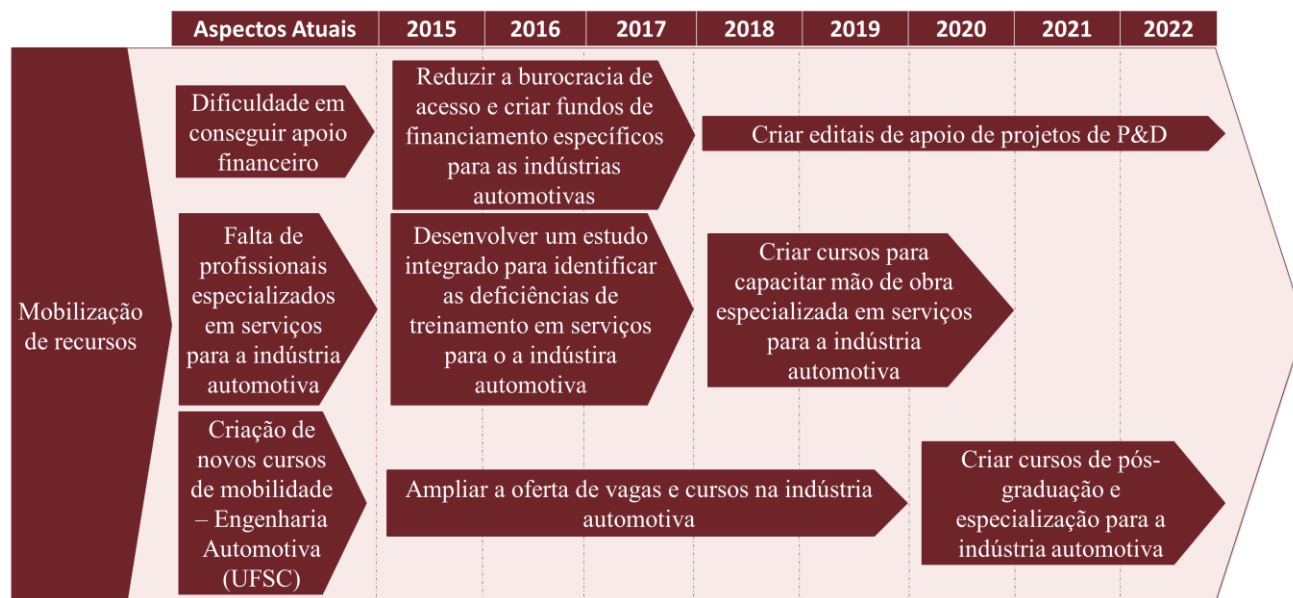 Aspectos Atuais 2015 2016 2017 2018 2019 2020 2021 2022
Mobilização
de recursos
Dificuldade em
conseguir apoio
financeiro
Reduzir a burocracia de
acesso e criar fundos de
financiamento específicos
para as indústrias
automotivas
Criar editais de apoio de projetos de P&D
Falta de
profissionais
especializados
em serviços
para a indústria
automotiva
Desenvolver um estudo
integrado para identificar
as deficiências de
treinamento em serviços
para o a indústira
automotiva
Criar cursos para
capacitar mão de obra
especializada em serviços
para a indústria
automotiva
Criação de
novos cursos
de mobilidade
– Engenharia
Automotiva
(UFSC)
Ampliar a oferta de vagas e cursos na indústria
automotiva
Criar cursos de pós-
graduação e
especialização para a
indústria automotiva